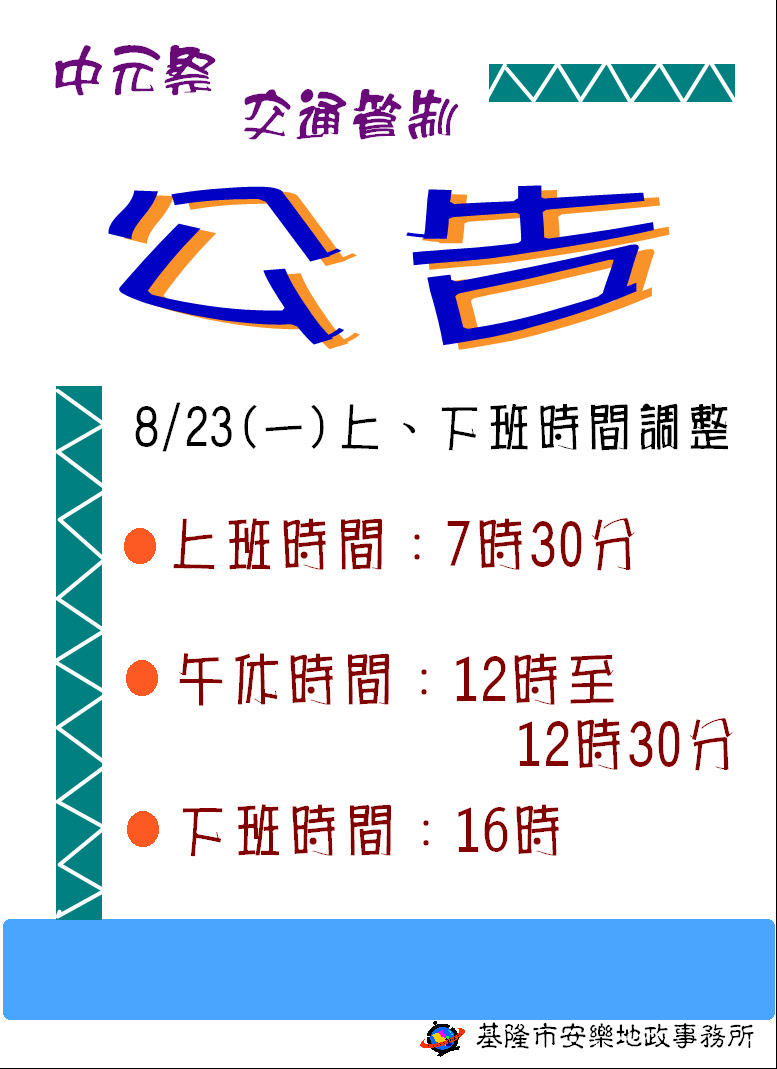 中元祭
交通管制
公告
8/23(一)上、下班時間調整
上班時間：7時30分
午休時間：12時至
12時30分
下班時間：16時
基隆市安樂地政事務所